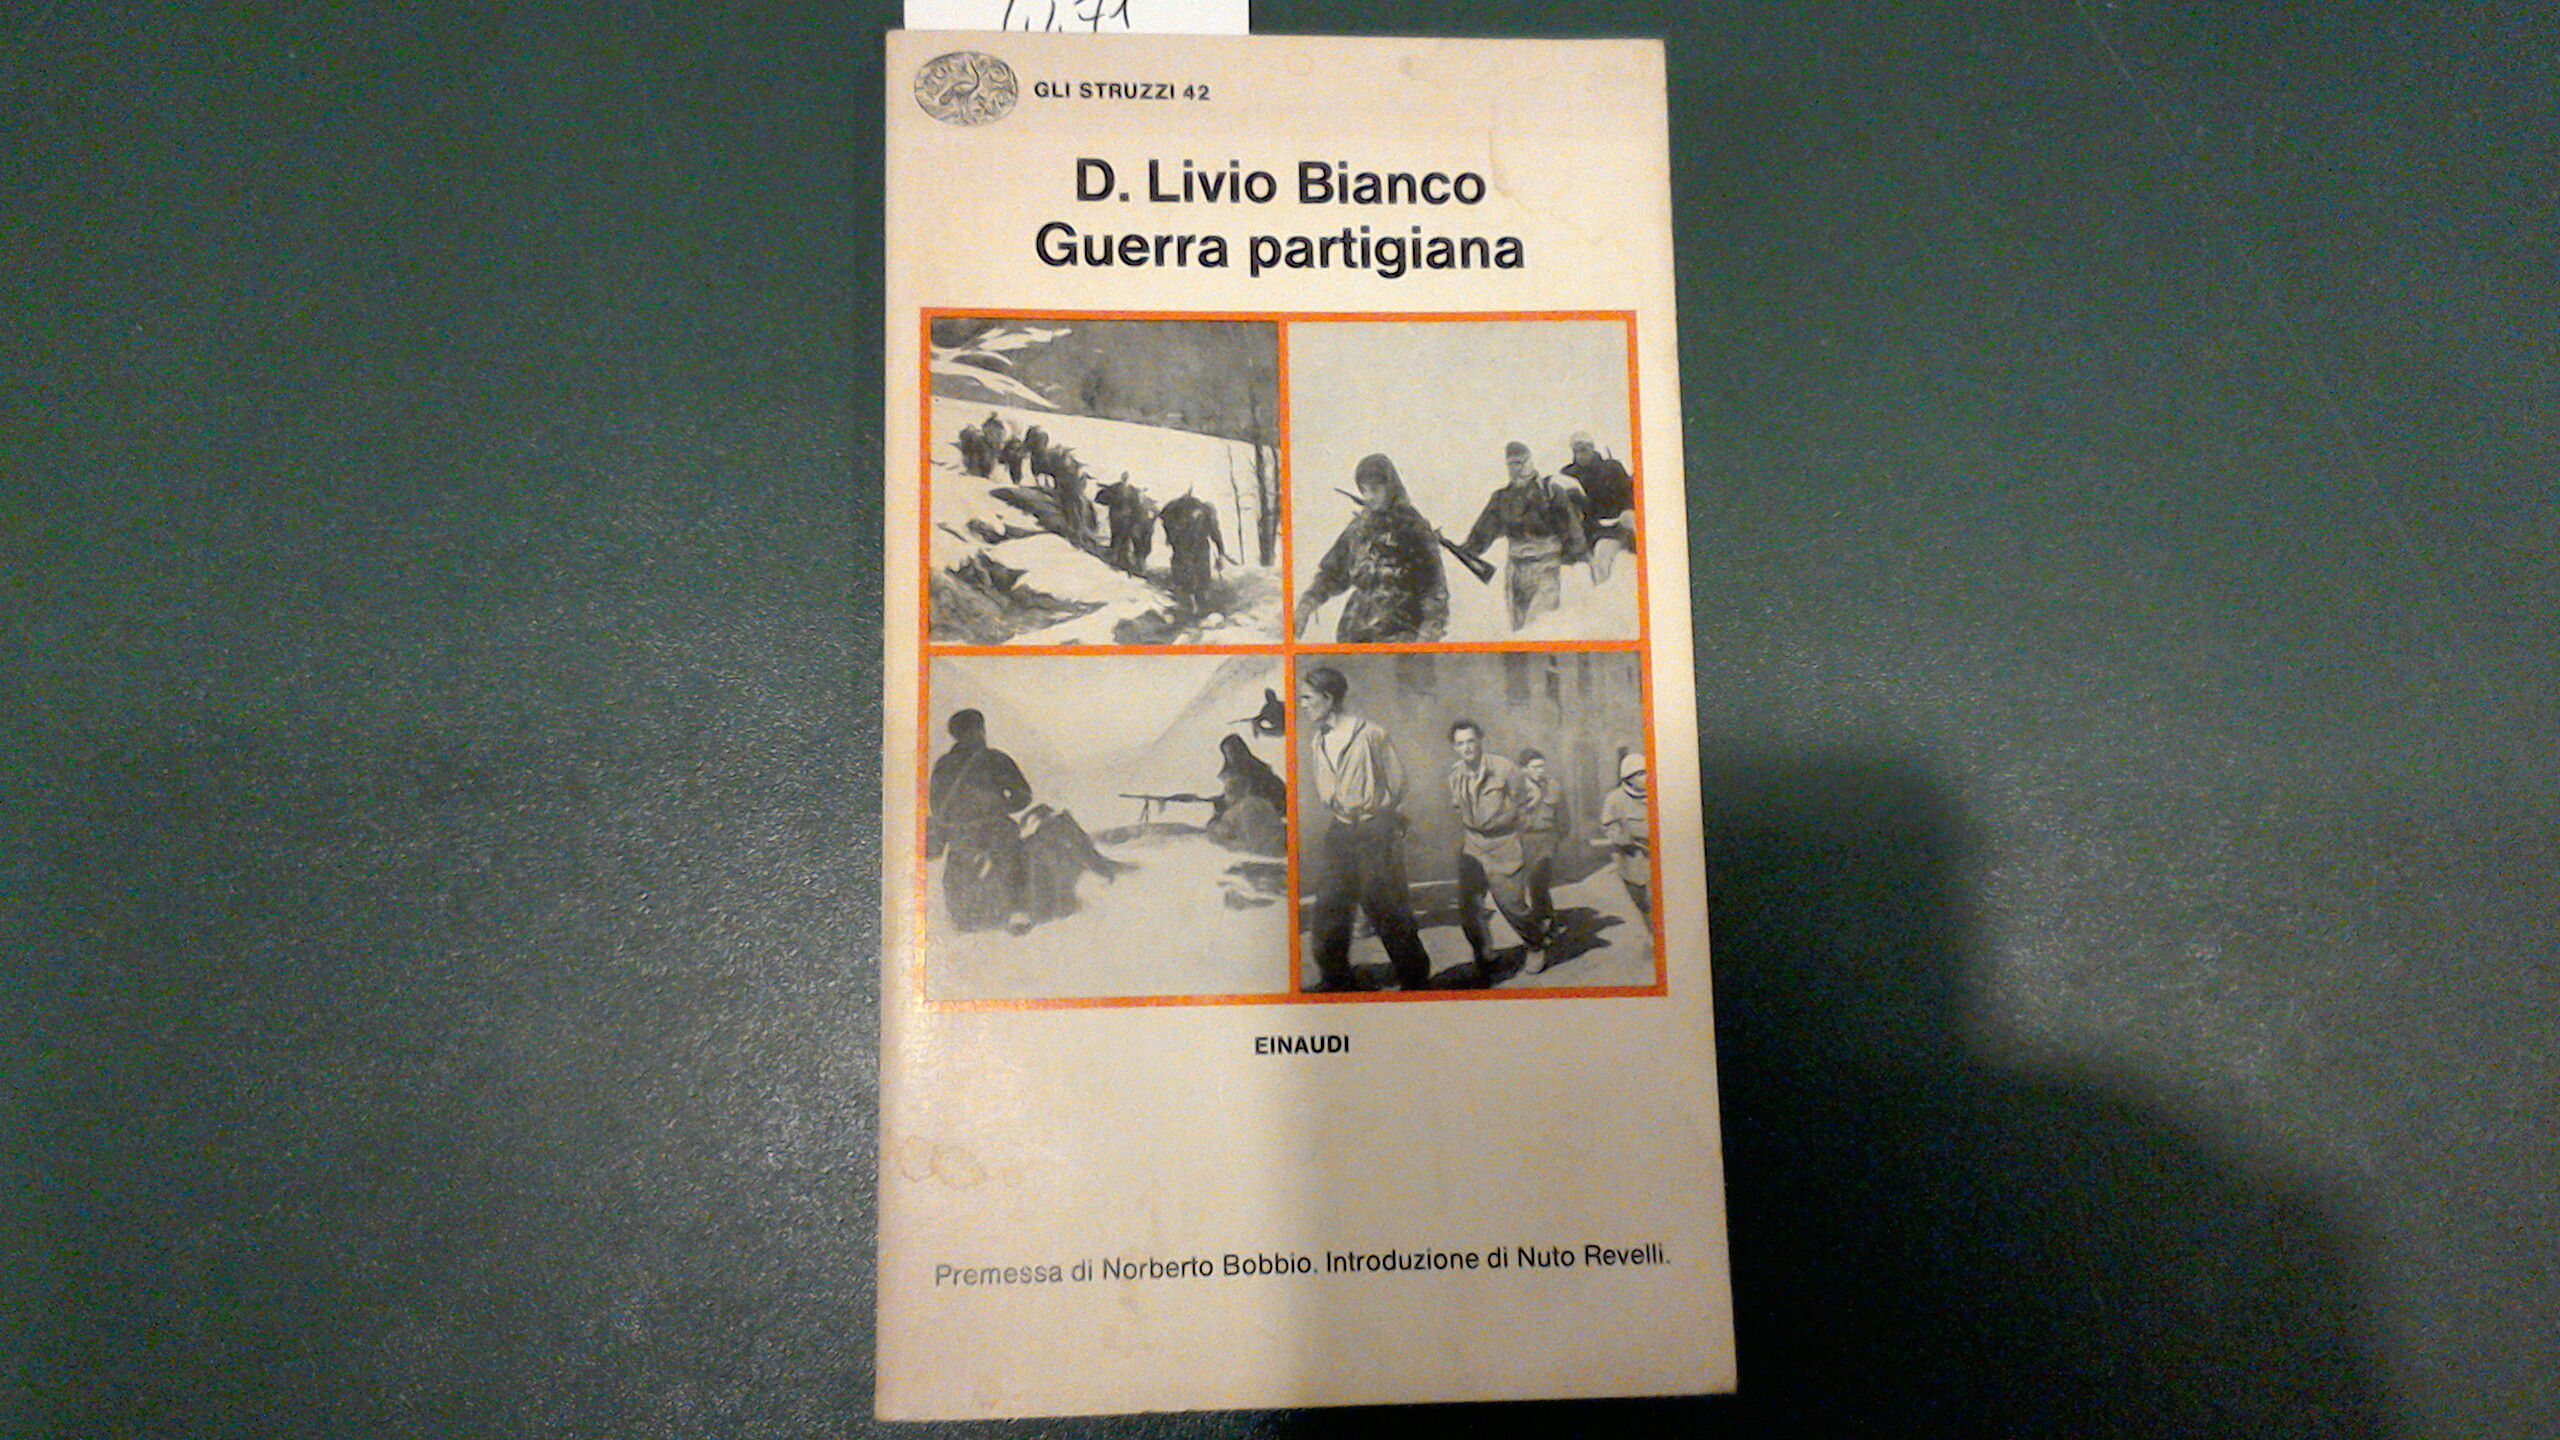 GLI STRUZZI 42
D. Livio Bianco
Guerra partigiana
EINAUDI
Premessa di Norberto Bobbio. Introduzione di Nuto Revelli.